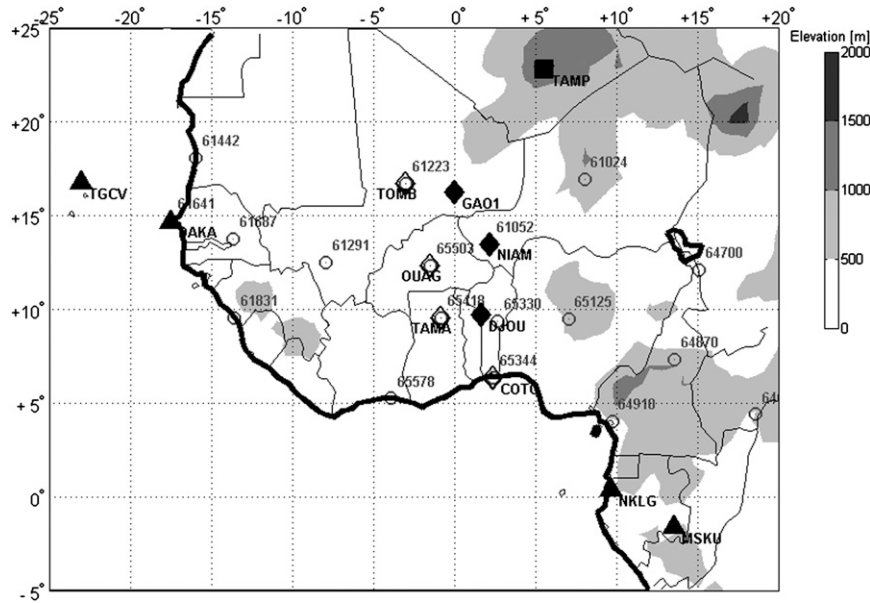 −25° −20° −15° −10° −5° 0° +5° +10° +15° +20°
+25°
Elevation [m]
2000
TAMP
+20°
1500
61442
61223
61024
TGCV
TOMB
GAO1
1000
61641
+15°
DAKA
61687
61052
61291
65503
NIAM
64700
500
OUAG
+10°
61831
65418
65330
65125
TAMA
DJOU
0
65344
64870
65578
COTO
+5°
64910
0°
NKLG
MSKU
-5°